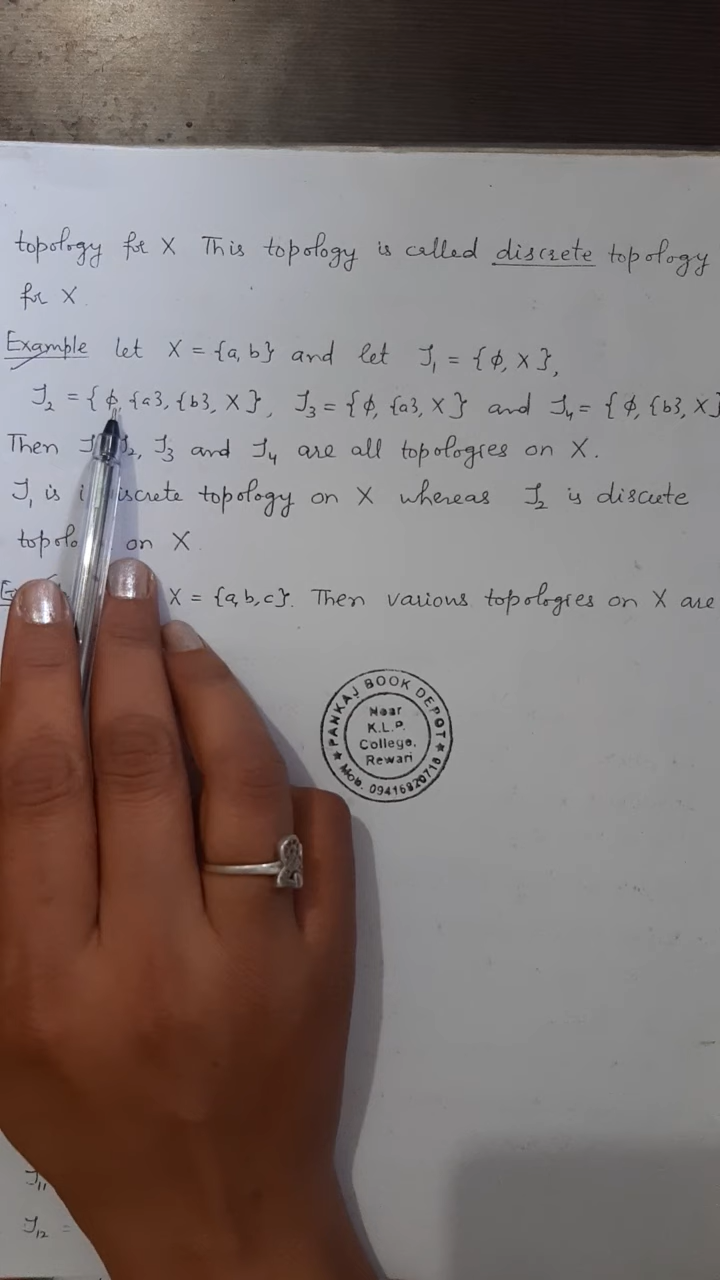 topology for X This topology is called discrete topology
for X.
Example let X = {a, b} and let J₁ = {ϕ, X},
J₂ = {ϕ, {a}, {b}, X}, J₃ = {ϕ, {a}, X} and J₄ = {ϕ, {b}, X}
Then J₂, J₃ and J₄ are all topologies on X.
J₁ is topology on X whereas J₂ is discrete
on X
X = {a, b, c}. Then various topologies on X are
PANKAJ BOOK DEPOT
Near
K.L.P.
College,
Rewari
Mob. 09416820710
J₁₁
J₁₂ =